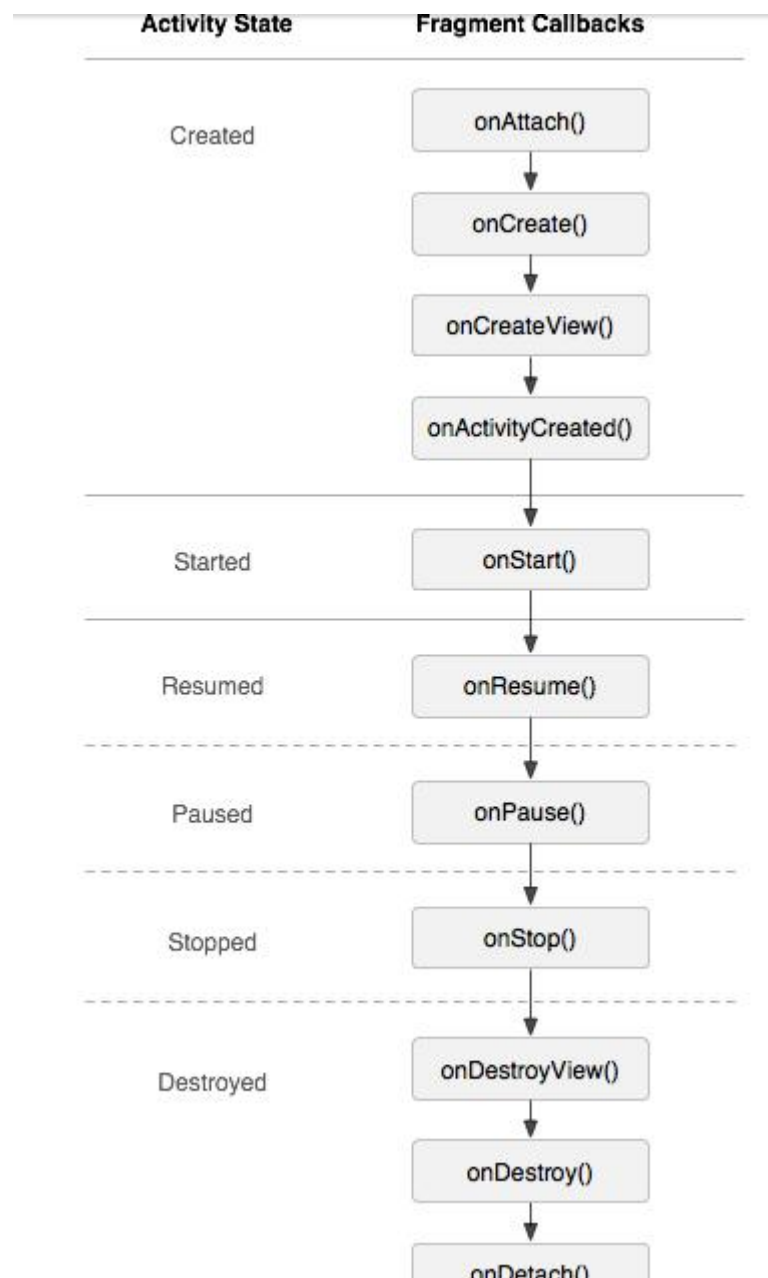 Activity State Fragment Callbacks
Created onAttach()
onCreate()
onCreateView()
onActivityCreated()
Started onStart()
Resumed onResume()
Paused onPause()
Stopped onStop()
Destroyed onDestroyView()
onDestroy()
onDetach()